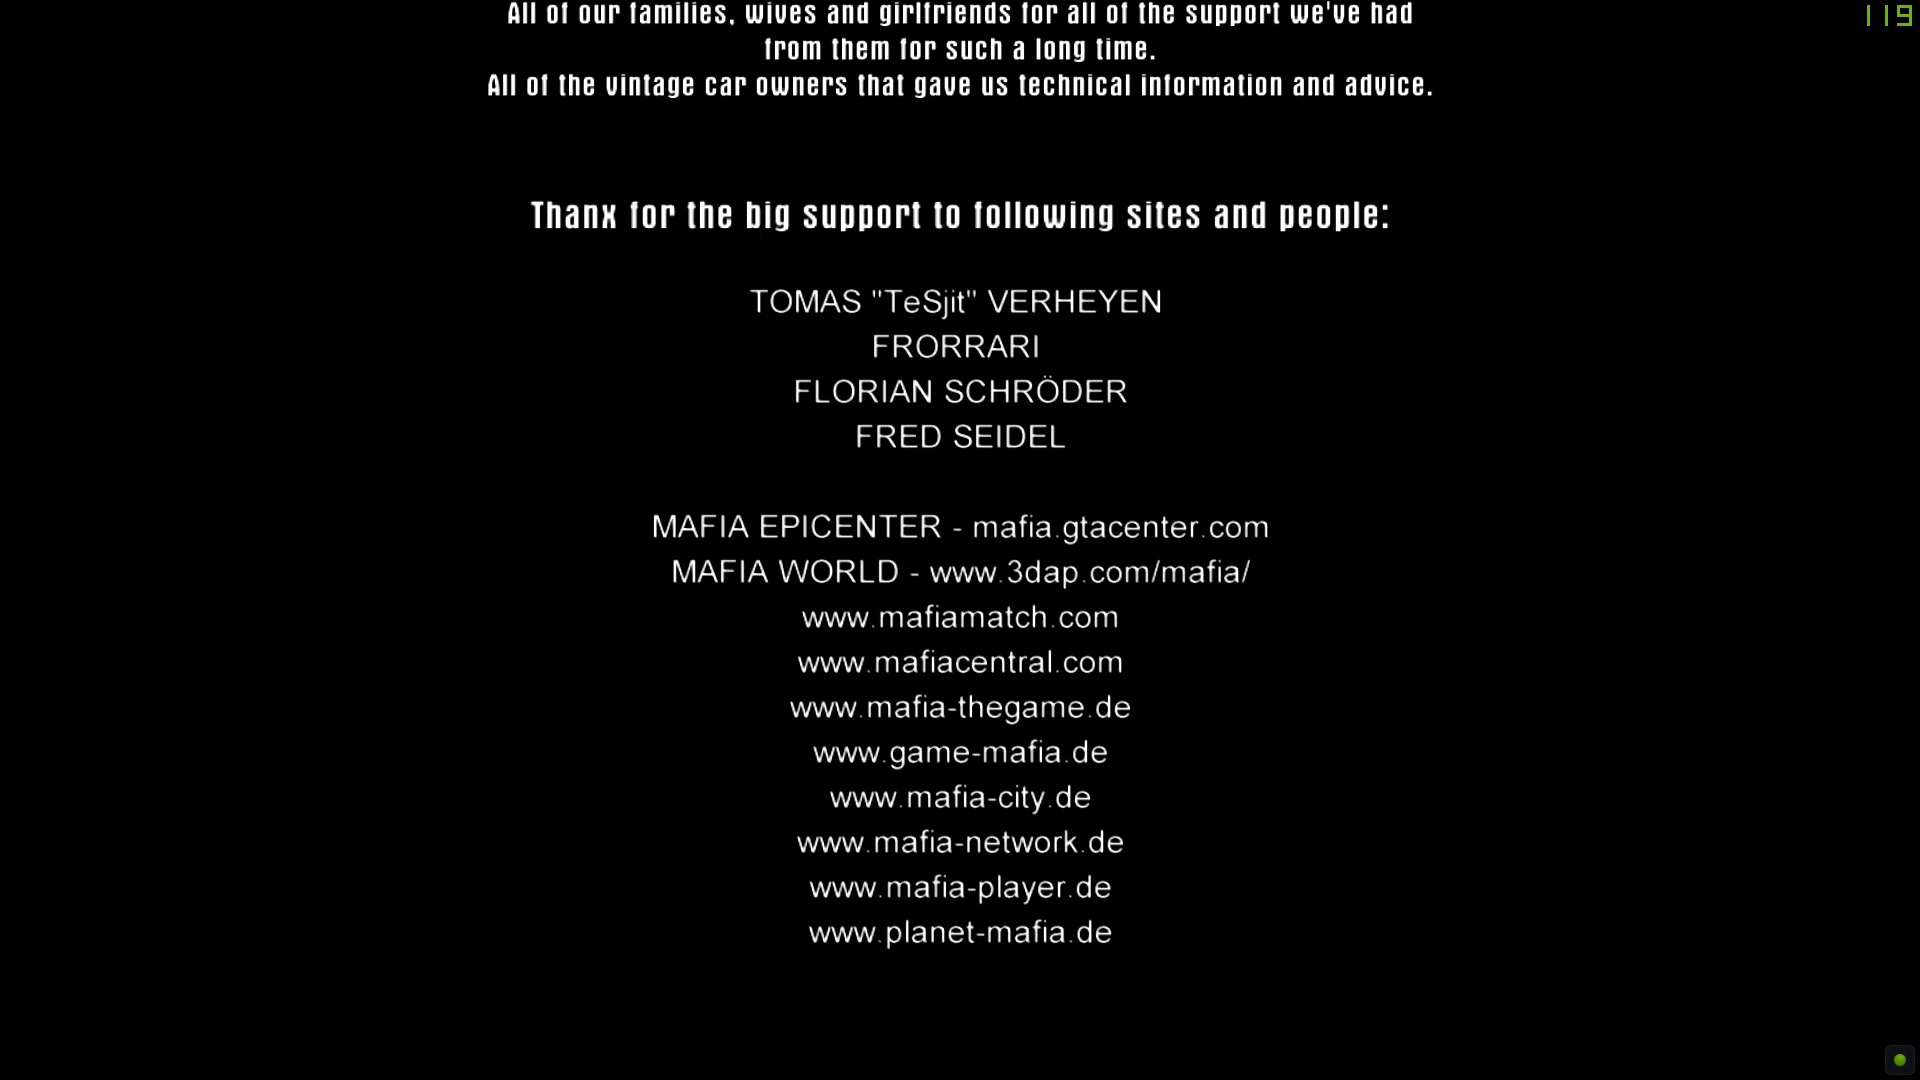 All of our families, wives and girlfriends for all of the support we've had
from them for such a long time.
All of the vintage car owners that gave us technical information and advice.
Thanx for the big support to following sites and people:
TOMAS "TeSjit" VERHEYEN
FRORRARI
FLORIAN SCHRÖDER
FRED SEIDEL
MAFIA EPICENTER - mafia.gtacenter.com
MAFIA WORLD - www.3dap.com/mafia/
www.mafiamatch.com
www.mafiacentral.com
www.mafia-thegame.de
www.game-mafia.de
www.mafia-city.de
www.mafia-network.de
www.mafia-player.de
www.planet-mafia.de
119